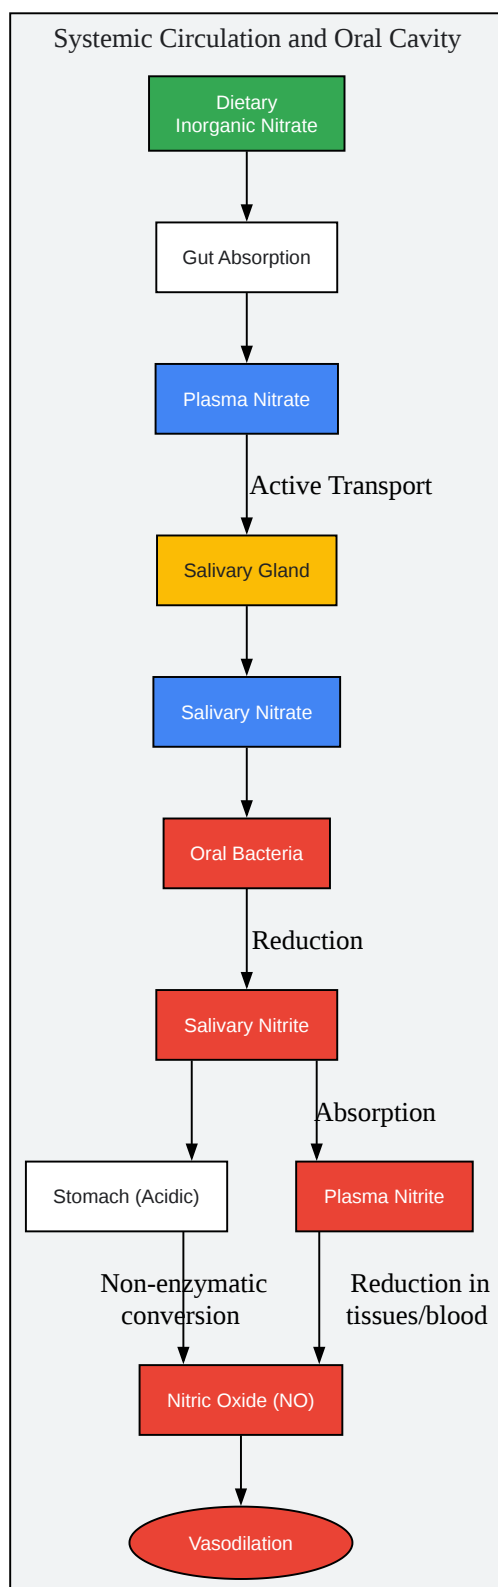 Systemic Circulation and Oral Cavity
Dietary
Inorganic Nitrate
Gut Absorption
Plasma Nitrate
Active Transport
Salivary Gland
Salivary Nitrate
Oral Bacteria
Reduction
Salivary Nitrite
Absorption
Stomach (Acidic)
Plasma Nitrite
Non-enzymatic
conversion
Reduction in
tissues/blood
Nitric Oxide (NO)
Vasodilation